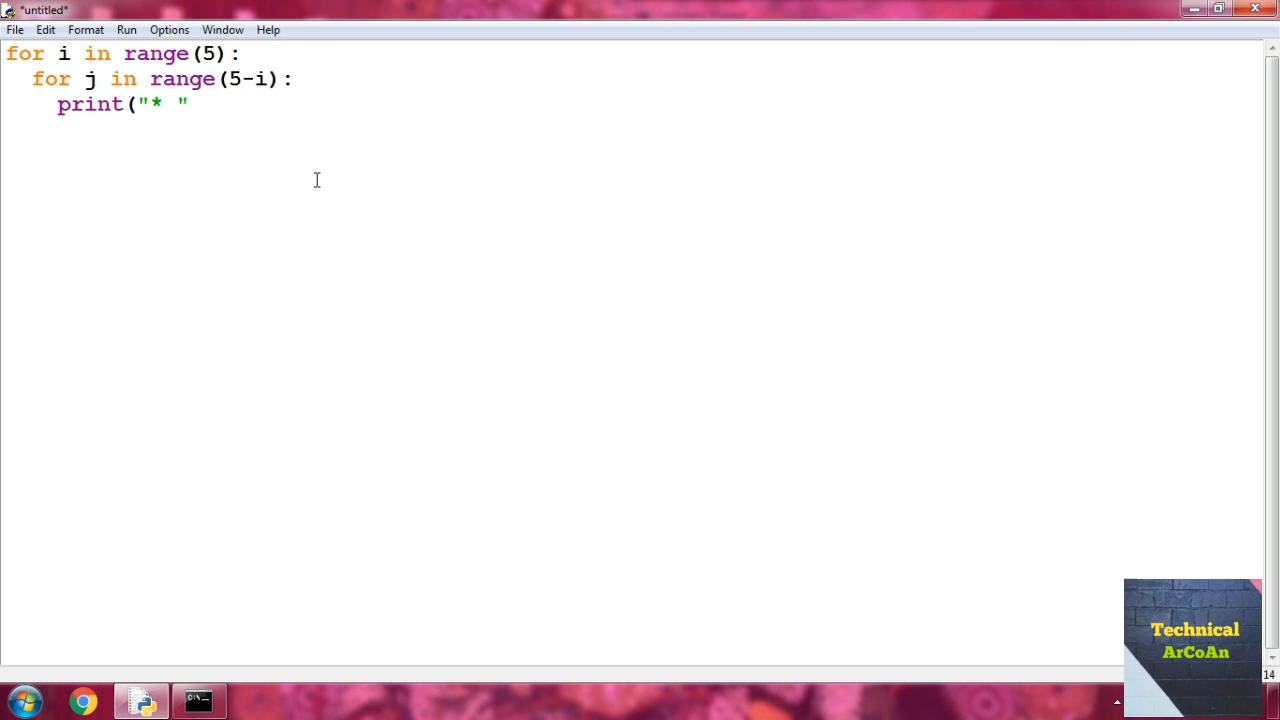 *untitled*
File Edit Format Run Options Window Help
for i in range(5):
  for j in range(5-i):
    print("* "
Technical
ArCoAn
14
C:\_